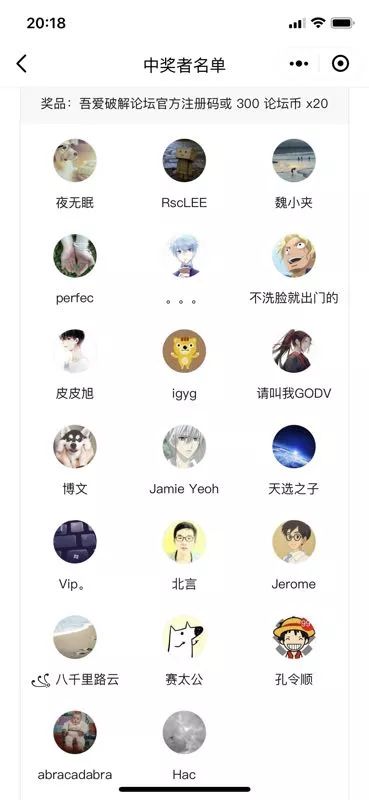 20:18
中奖者名单
奖品：吾爱破解论坛官方注册码或 300 论坛币 x20
夜无眠
RscLEE
魏小夹
perfec
。。。
不洗脸就出门的
皮皮旭
igyg
请叫我GODV
博文
Jamie Yeoh
天选之子
Vip。
北言
Jerome
八千里路云
赛太公
孔令顺
abracadabra
Hac